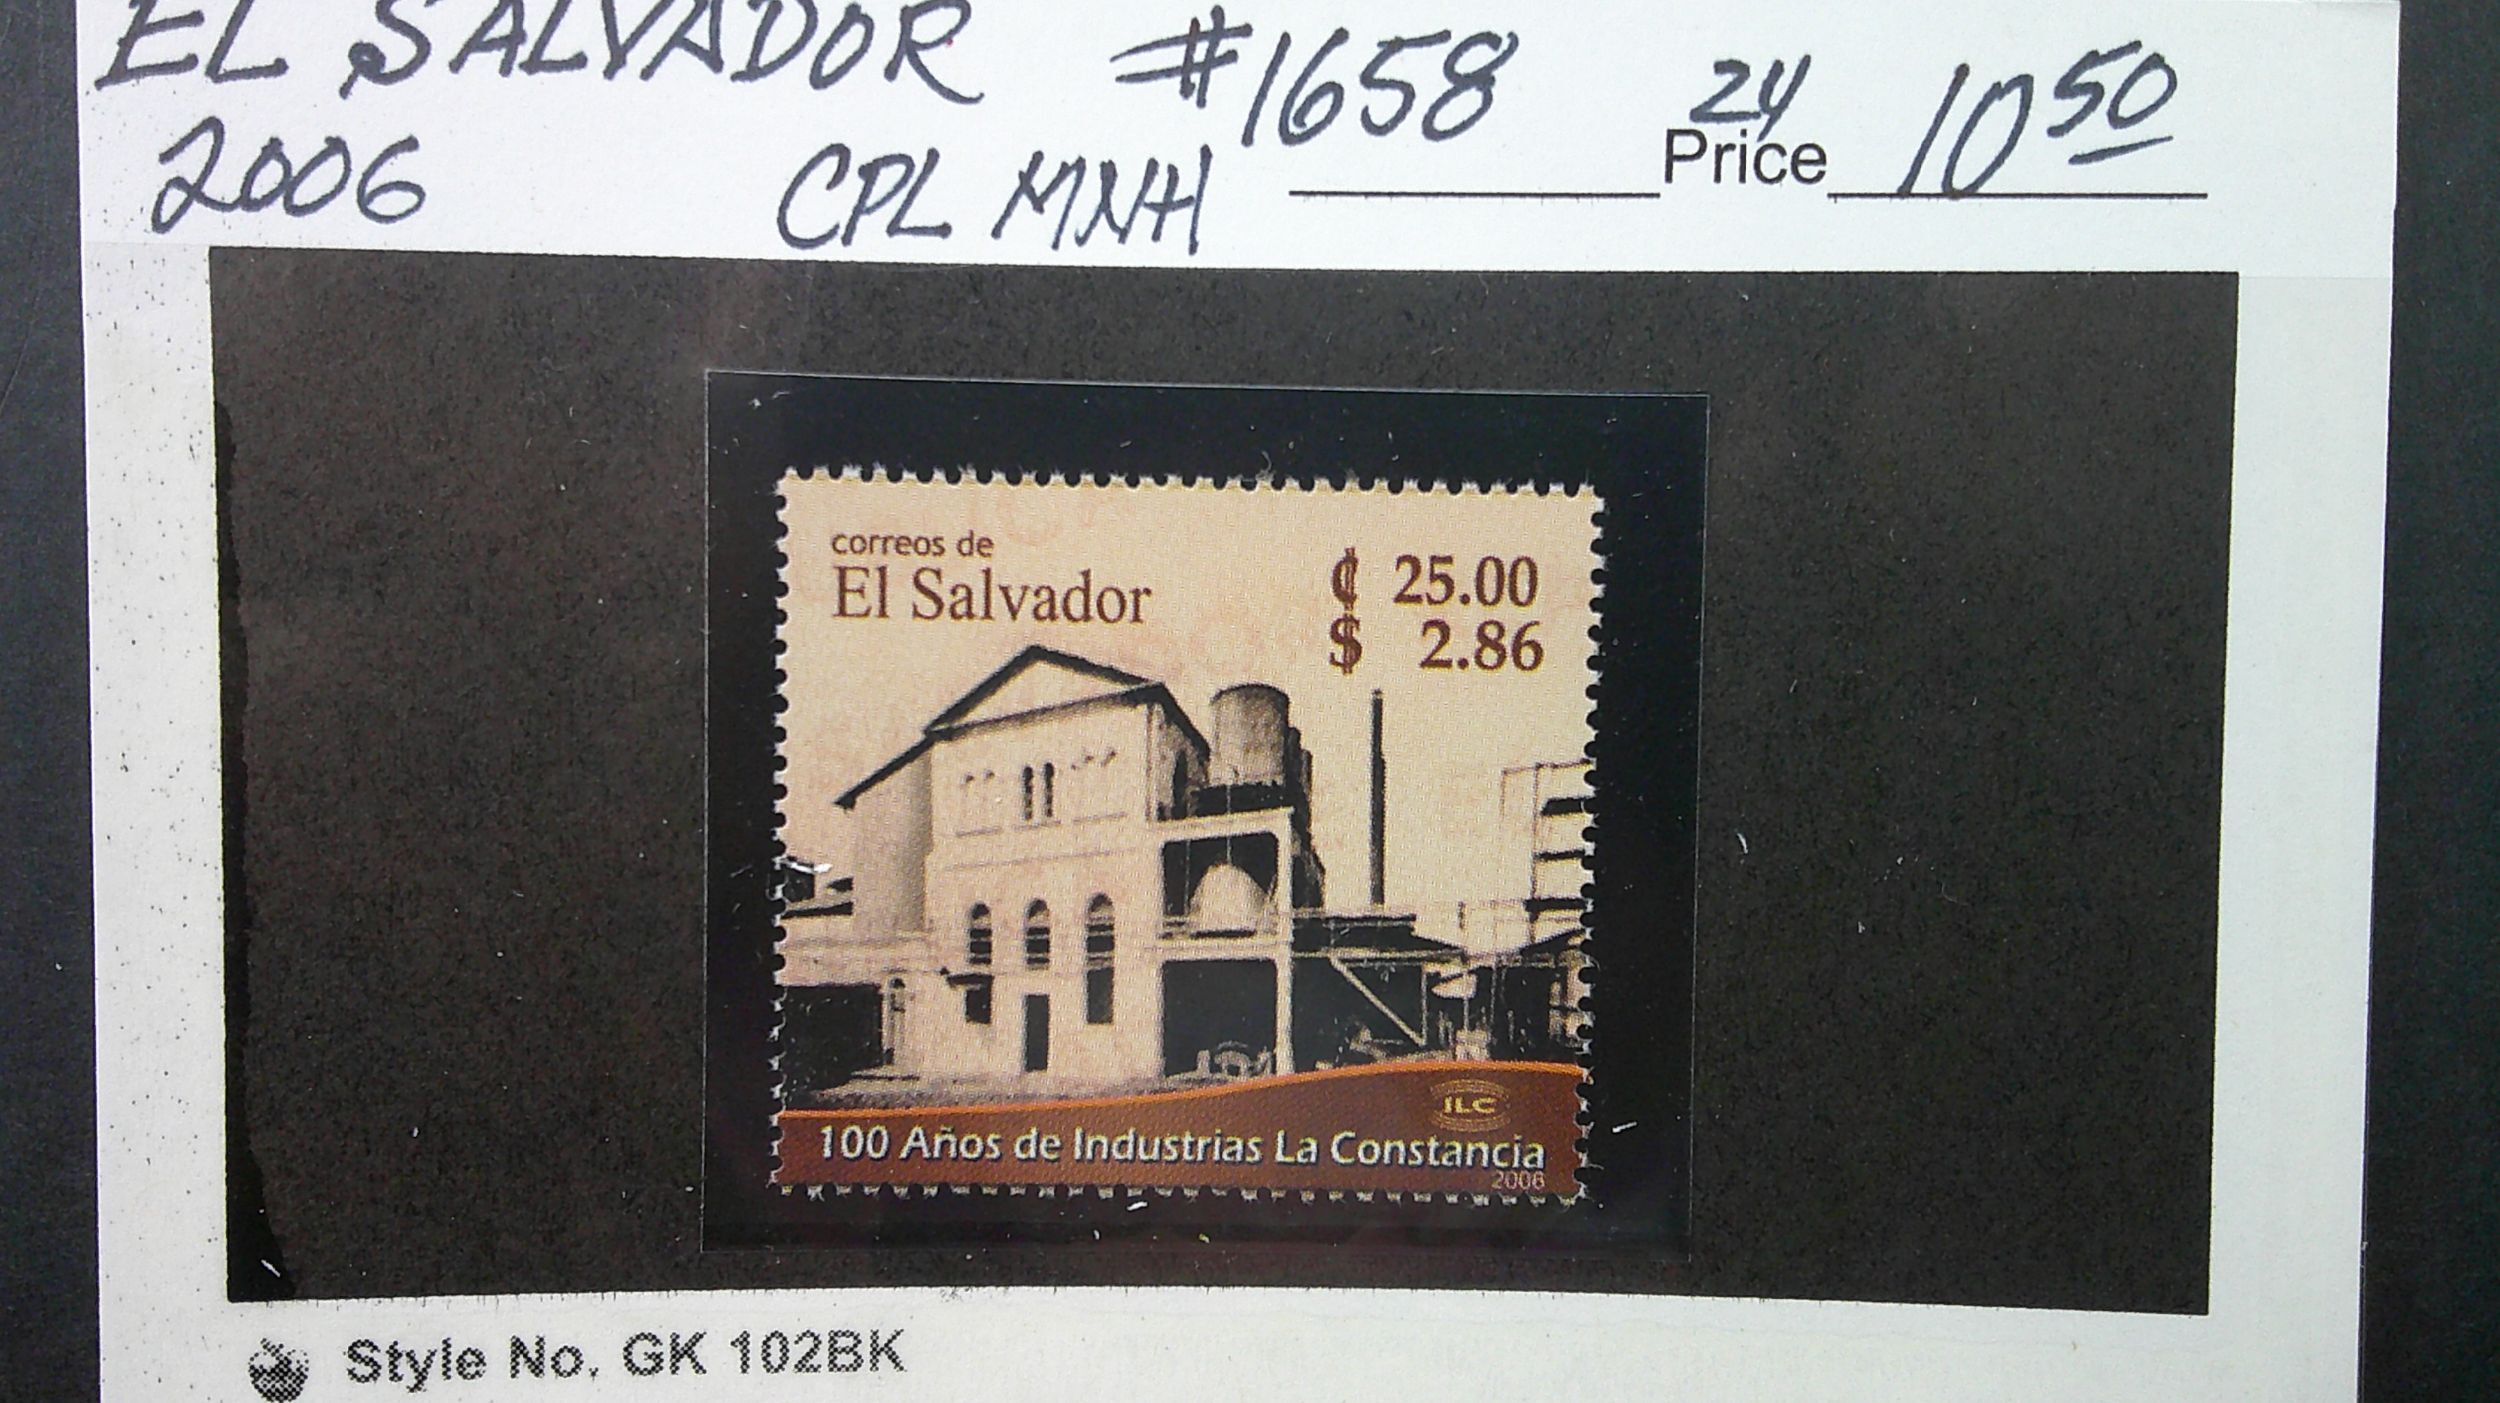 EL SALVADOR #1658 24 10 50
2006 CPL MNH Price
correos de
El Salvador
₡ 25.00
$ 2.86
ILC
100 Años de Industrias La Constancia
2006
Style No. GK 102BK